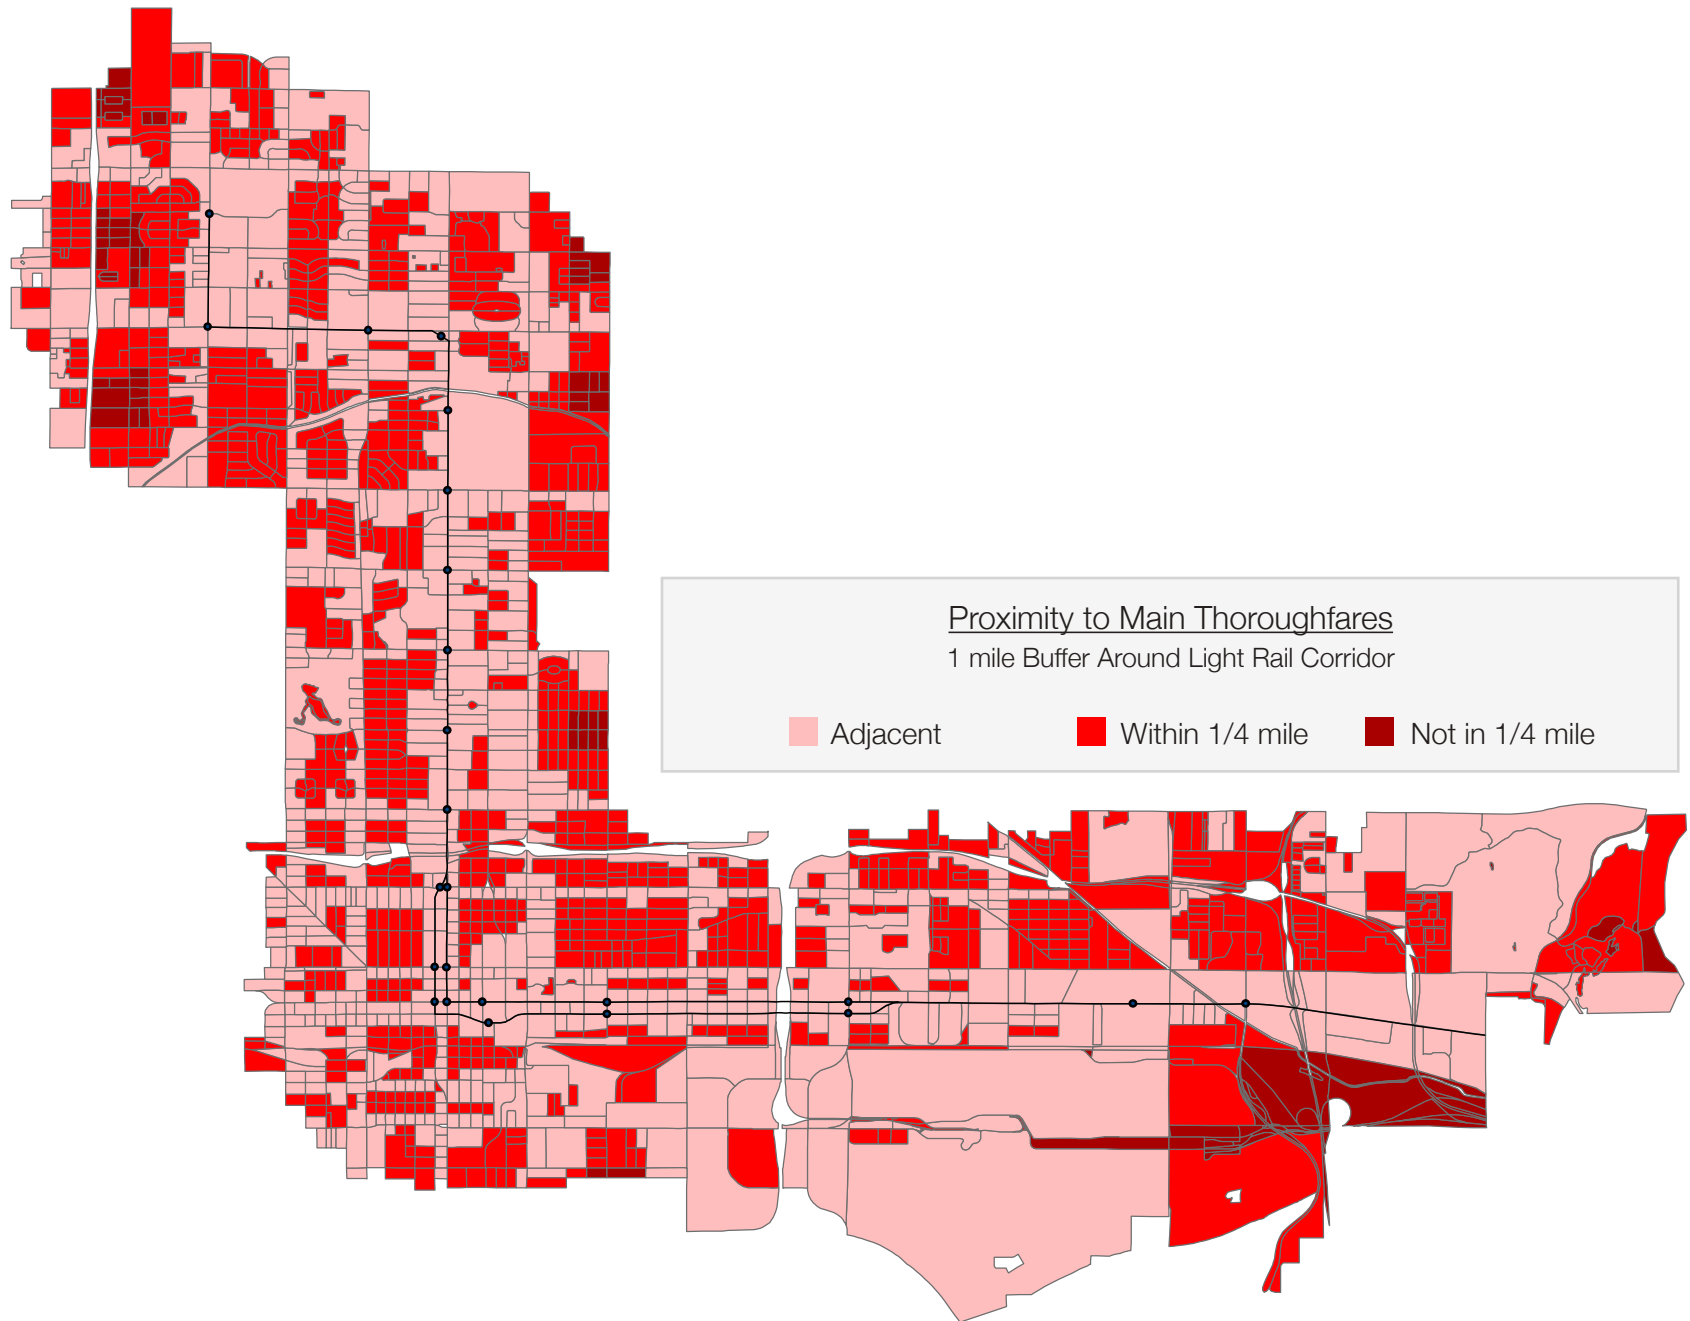 Proximity to Main Thoroughfares
1 mile Buffer Around Light Rail Corridor
Adjacent
Within 1/4 mile
Not in 1/4 mile